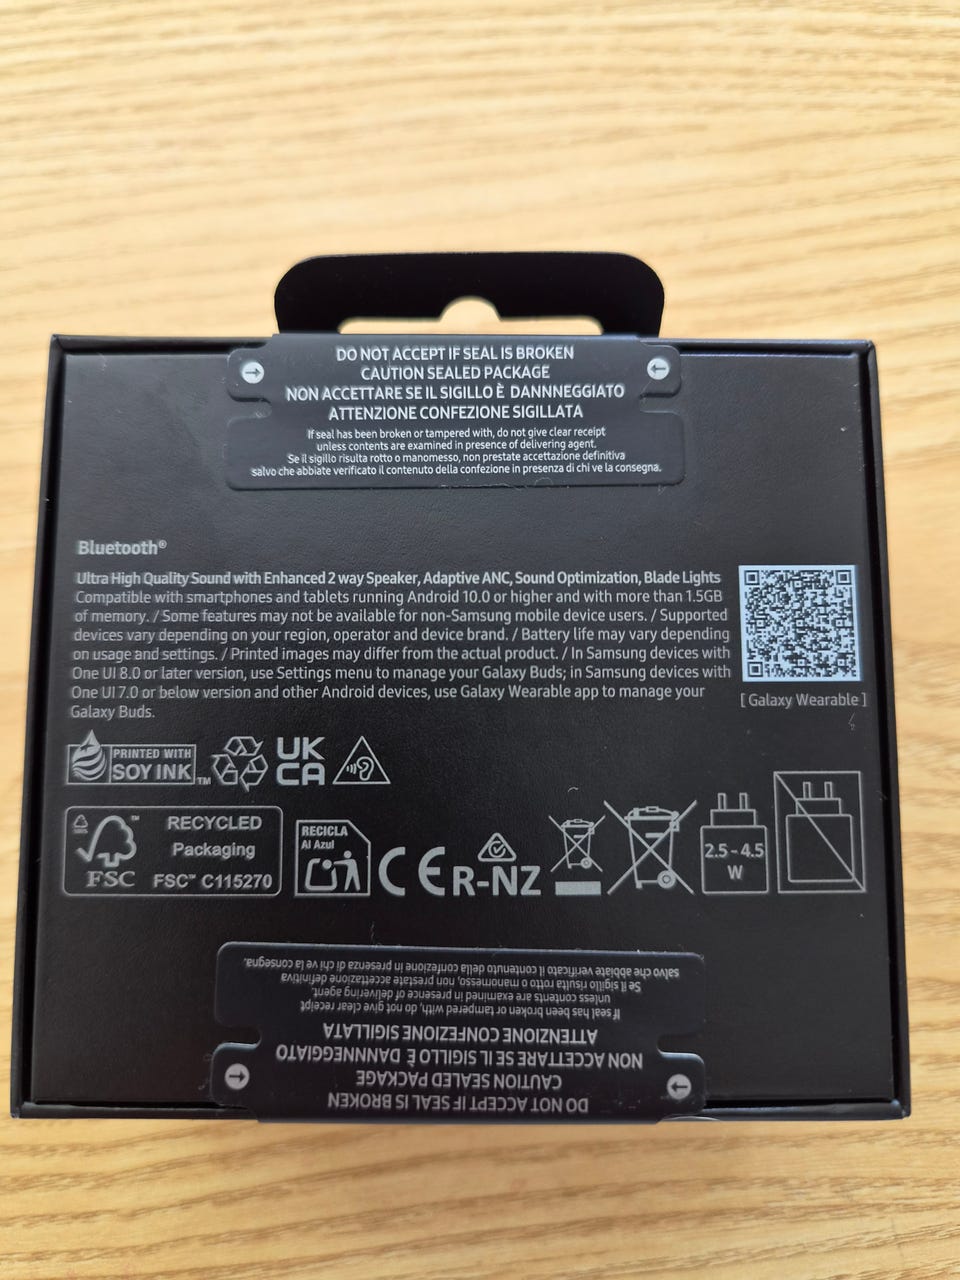 DO NOT ACCEPT IF SEAL IS BROKEN
CAUTION SEALED PACKAGE
NON ACCETTARE SE IL SIGILLO È DANNNEGGIATO
ATTENZIONE CONFEZIONE SIGILLATA
If seal has been broken or tampered with, do not give clear receipt
unless contents are examined in presence of delivering agent.
Se il sigillo risulta rotto o manomesso, non prestate accettazione definitiva
salvo che abbiate verificato il contenuto della confezione in presenza di chi ve la consegna.
Bluetooth®
Ultra High Quality Sound with Enhanced 2 way Speaker, Adaptive ANC, Sound Optimization, Blade Lights
Compatible with smartphones and tablets running Android 10.0 or higher and with more than 1.5GB
of memory. / Some features may not be available for non-Samsung mobile device users. / Supported
devices vary depending on your region, operator and device brand. / Battery life may vary depending
on usage and settings. / Printed images may differ from the actual product. / In Samsung devices with
One UI 8.0 or later version, use Settings menu to manage your Galaxy Buds; in Samsung devices with
One UI 7.0 or below version and other Android devices, use Galaxy Wearable app to manage your
Galaxy Buds.
[ Galaxy Wearable ]
PRINTED WITH
SOY INK™
UK
CA
FSC™
RECYCLED
Packaging
FSC™ C115270
RECICLA
Al Azul
CE
R-NZ
2.5 - 4.5
W
DO NOT ACCEPT IF SEAL IS BROKEN
CAUTION SEALED PACKAGE
NON ACCETTARE SE IL SIGILLO È DANNNEGGIATO
ATTENZIONE CONFEZIONE SIGILLATA
If seal has been broken or tampered with, do not give clear receipt
unless contents are examined in presence of delivering agent.
Se il sigillo risulta rotto o manomesso, non prestate accettazione definitiva
salvo che abbiate verificato il contenuto della confezione in presenza di chi ve la consegna.